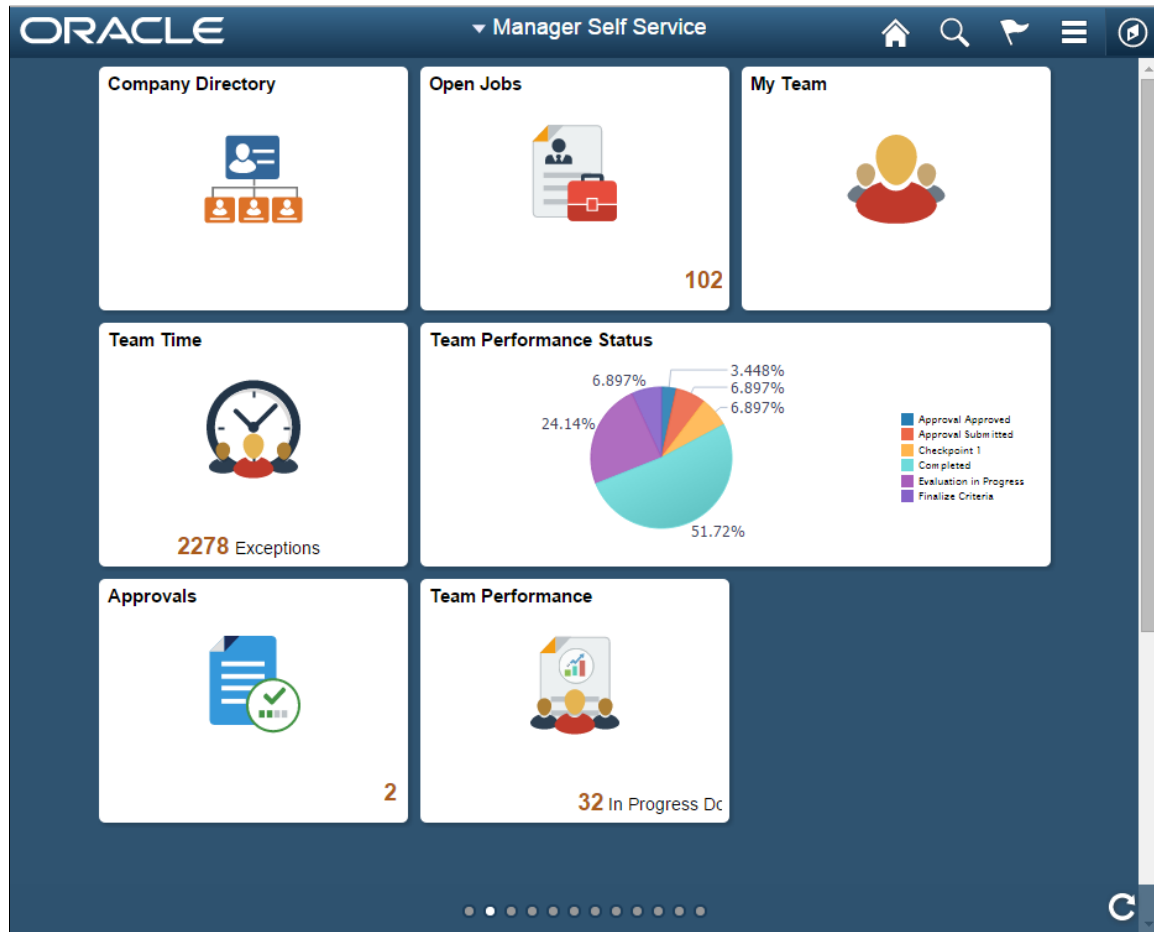 ORACLE
Manager Self Service
Company Directory
Open Jobs
102
My Team
Team Time
2278 Exceptions
Team Performance Status
3.448%
6.897%
6.897%
6.897%
24.14%
51.72%
Approval Approved
Approval Submitted
Checkpoint 1
Completed
Evaluation in Progress
Finalize Criteria
Approvals
2
Team Performance
32 In Progress Dc